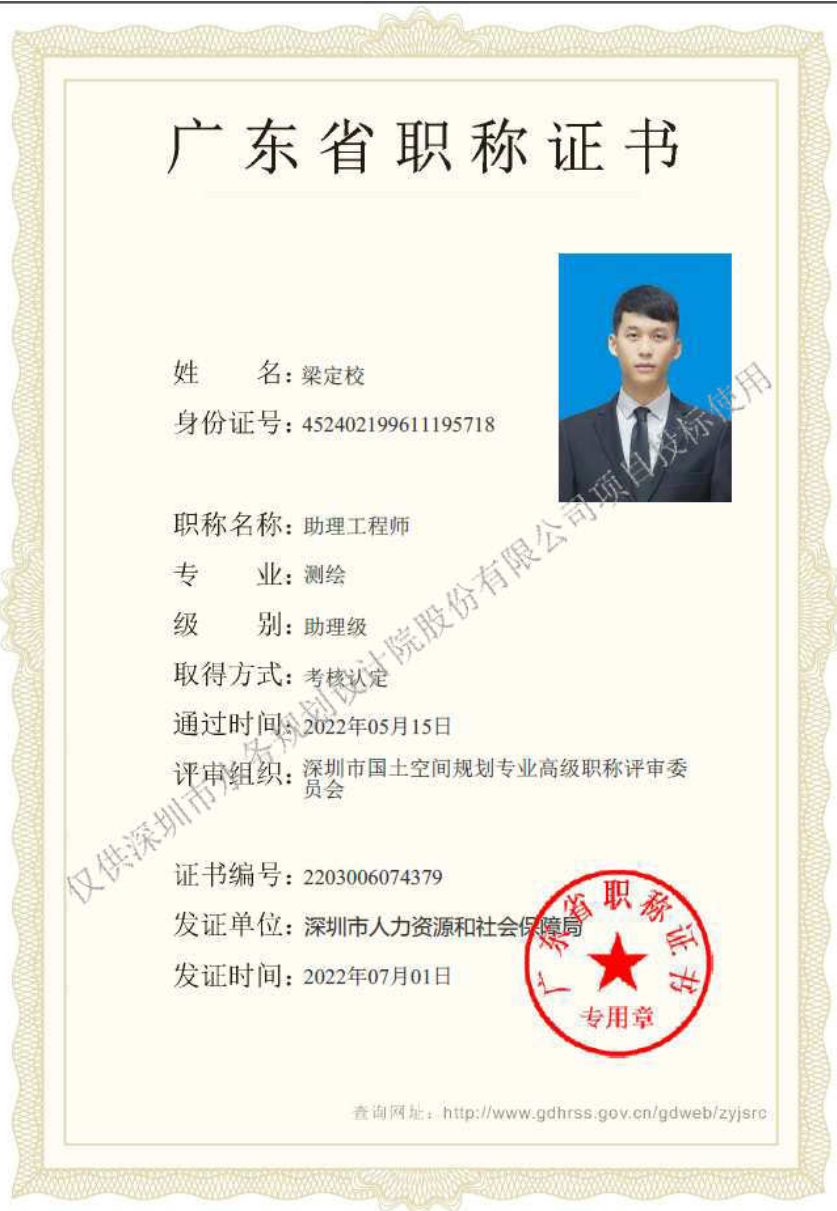 广东省职称证书
姓　　名：梁定校
身份证号：452402199611195718
职称名称：助理工程师
专　　业：测绘
级　　别：助理级
取得方式：考核认定
通过时间：2022年05月15日
评审组织：深圳市国土空间规划专业高级职称评审委
员会
证书编号：2203006074379
发证单位：深圳市人力资源和社会保障局
发证时间：2022年07月01日
广东省职称证书
专用章
查询网址：http://www.gdhrss.gov.cn/gdweb/zyjsrc
仅供深圳市水务规划设计院股份有限公司项目投标使用